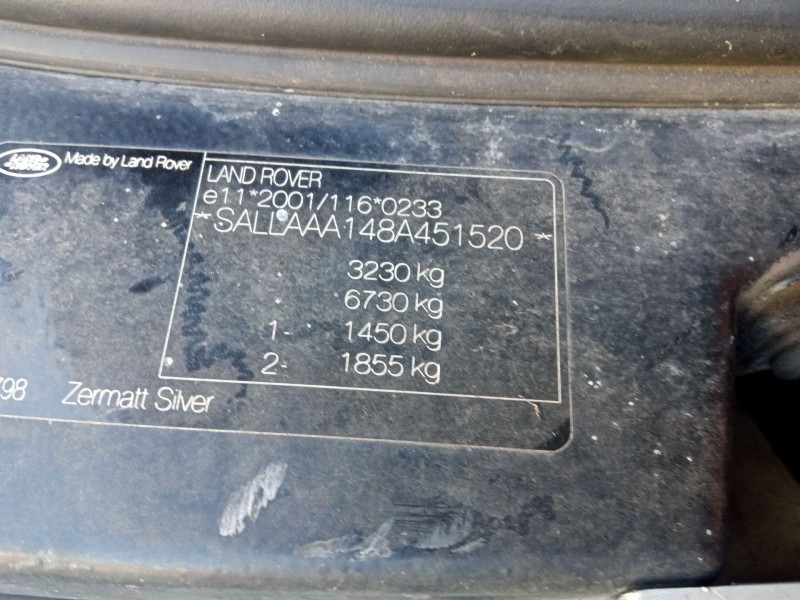 LAND-
-ROVER
Made by Land Rover
LAND ROVER
e11*2001/116*0233
*SALLAAA148A451520*
3230 kg
6730 kg
1- 1450 kg
2- 1855 kg
798 Zermatt Silver